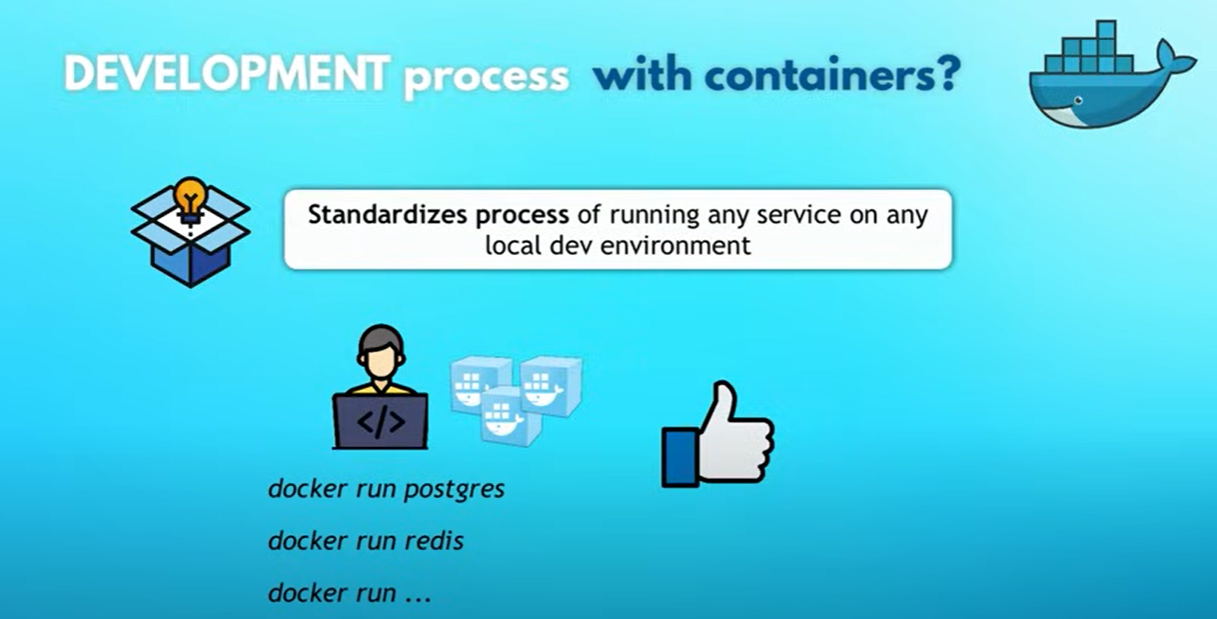 DEVELOPMENT process with containers?
Standardizes process of running any service on any
local dev environment
</>
docker run postgres
docker run redis
docker run ...